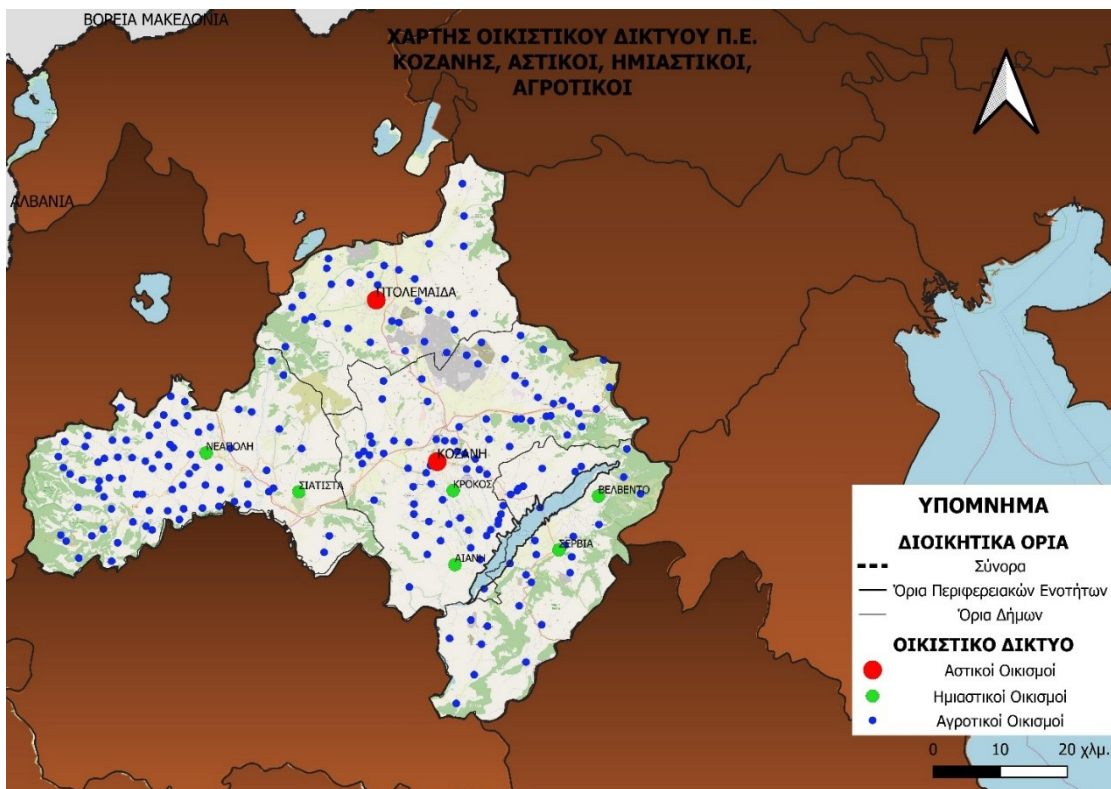 ΒΟΡΕΙΑ ΜΑΚΕΔΟΝΙΑ
ΧΑΡΤΗΣ ΟΙΚΙΣΤΙΚΟΥ ΔΙΚΤΥΟΥ Π.Ε.
ΚΟΖΑΝΗΣ, ΑΣΤΙΚΟΙ, ΗΜΙΑΣΤΙΚΟΙ,
ΑΓΡΟΤΙΚΟΙ
ΑΛΒΑΝΙΑ
ΠΤΟΛΕΜΑΙΔΑ
ΝΕΑΠΟΛΗ
ΚΟΖΑΝΗ
ΣΙΑΤΙΣΤΑ
ΚΡΟΚΟΣ
ΒΕΛΒΕΝΤΟ
ΣΕΡΒΙΑ
ΑΙΑΝΗ
ΥΠΟΜΝΗΜΑ
ΔΙΟΙΚΗΤΙΚΑ ΟΡΙΑ
Σύνορα
Όρια Περιφερειακών Ενοτήτων
Όρια Δήμων
ΟΙΚΙΣΤΙΚΟ ΔΙΚΤΥΟ
Αστικοί Οικισμοί
Ημιαστικοί Οικισμοί
Αγροτικοί Οικισμοί
0 10 20 χλμ.